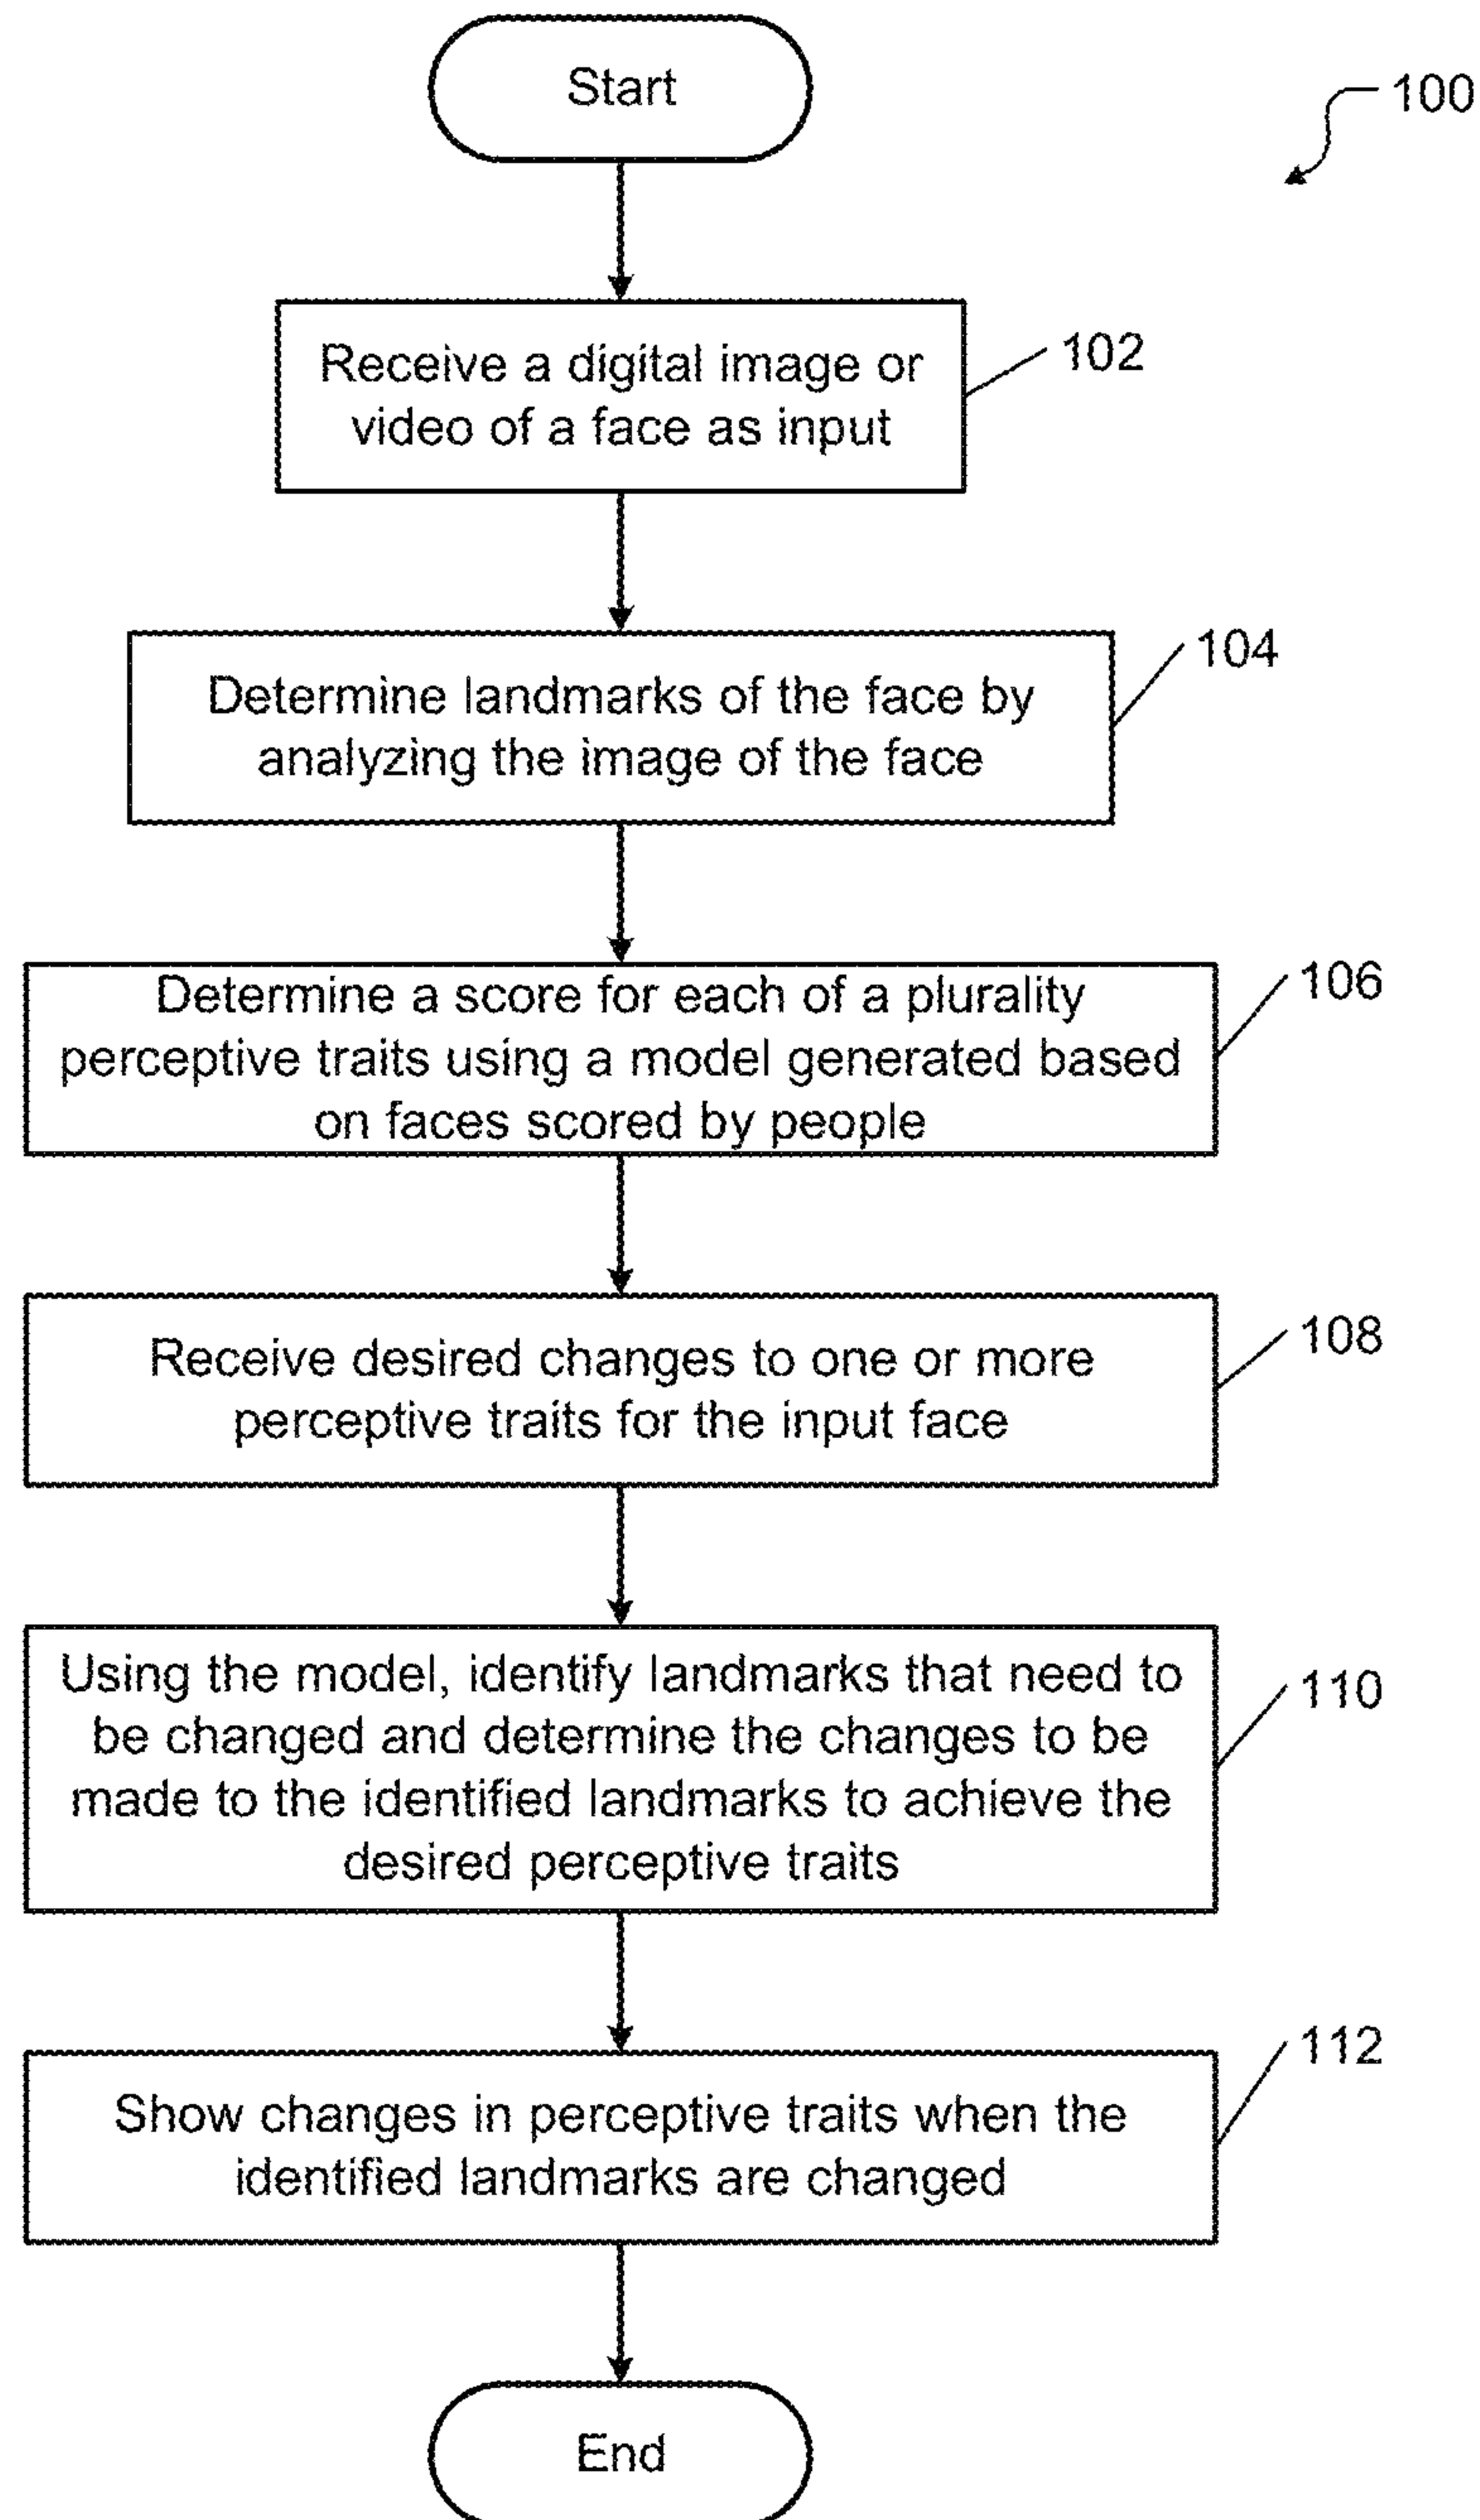 Start
100
Receive a digital image or
video of a face as input
102
Determine landmarks of the face by
analyzing the image of the face
104
Determine a score for each of a plurality
perceptive traits using a model generated based
on faces scored by people
106
Receive desired changes to one or more
perceptive traits for the input face
108
Using the model, identify landmarks that need to
be changed and determine the changes to be
made to the identified landmarks to achieve the
desired perceptive traits
110
Show changes in perceptive traits when the
identified landmarks are changed
112
End